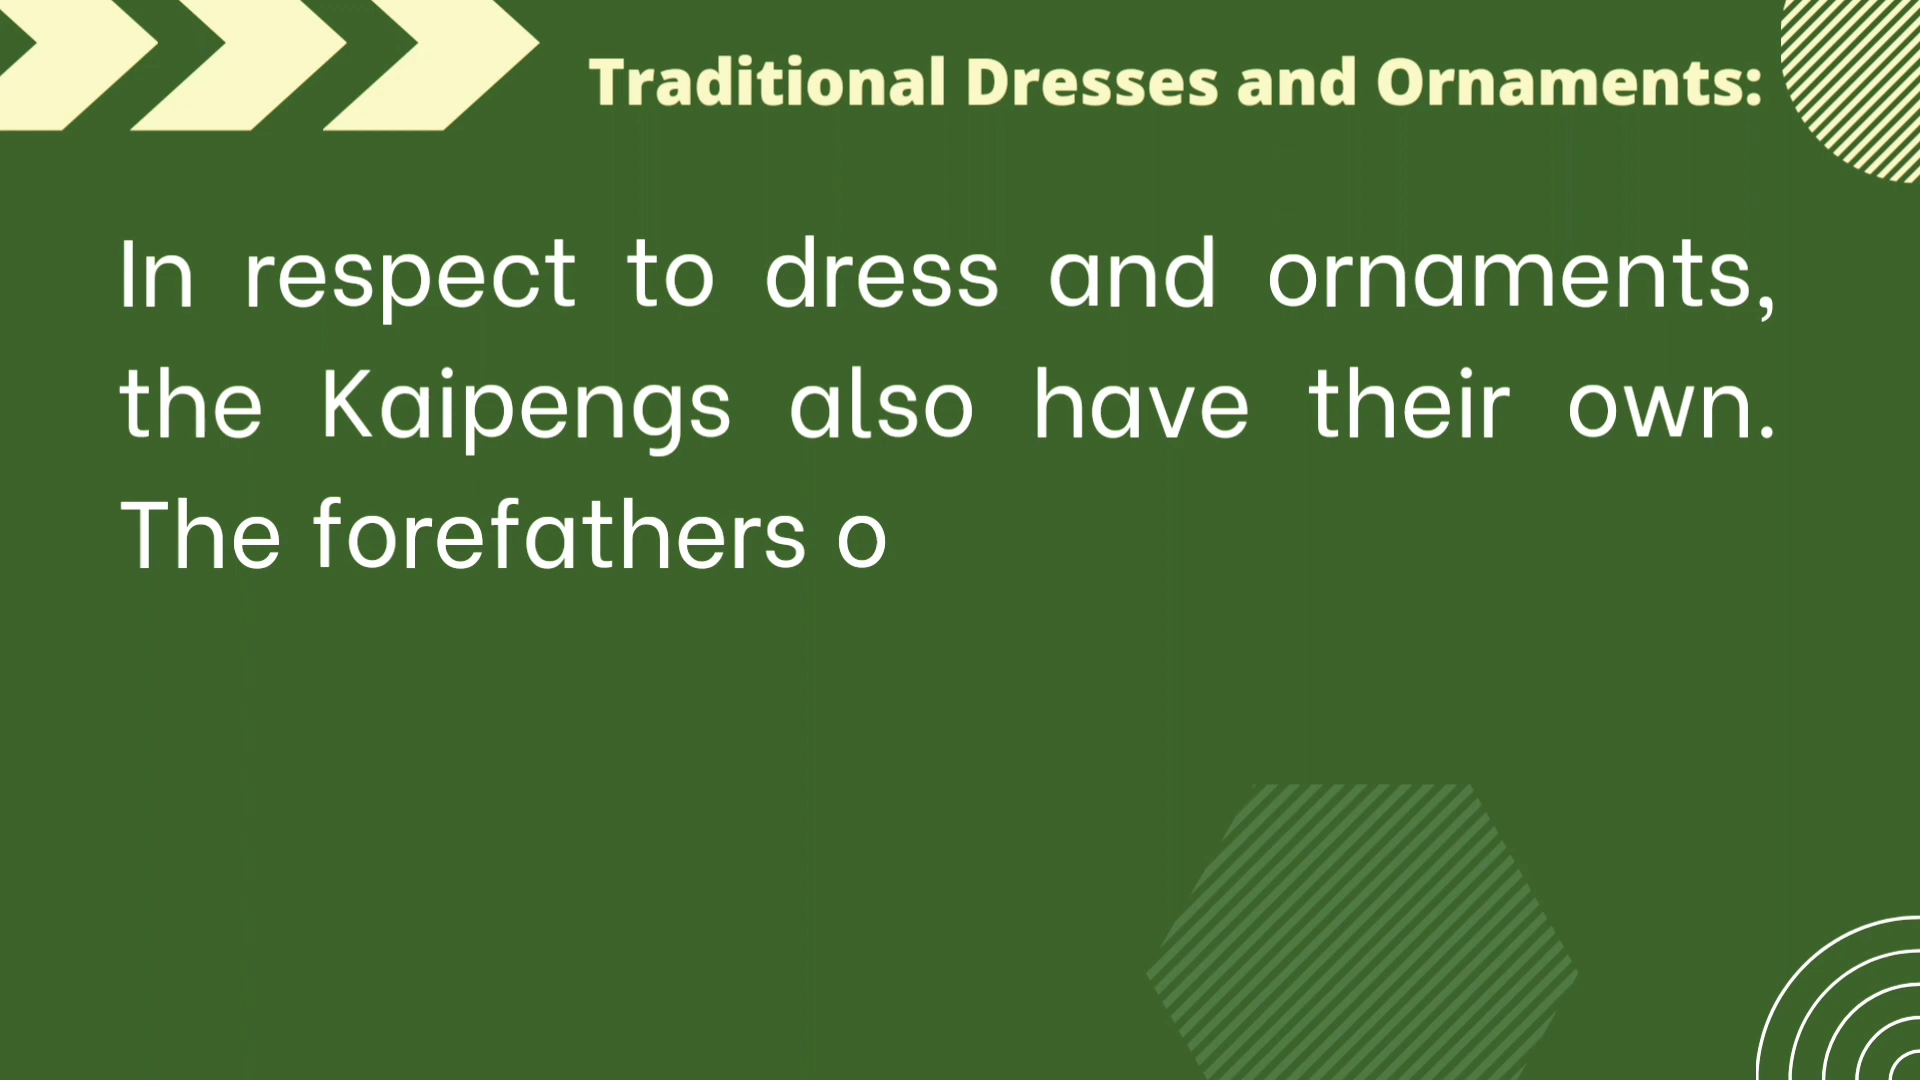 Traditional Dresses and Ornaments:
In respect to dress and ornaments,
the Kaipengs also have their own.
The forefathers o